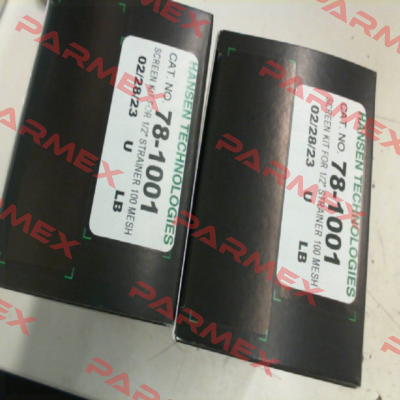 HANSEN TECHNOLOGIES
CAT. NO. 78-1001
SCREEN KIT FOR 1/2" STRAINER 100 MESH
02/28/23 U LB
HANSEN TECHNOLOGIES
CAT. NO. 78-1001
SCREEN KIT FOR 1/2" STRAINER 100 MESH
02/28/23 U LB
PARMEX
PARMEX
PARMEX
PARMEX
PARMEX
PARMEX